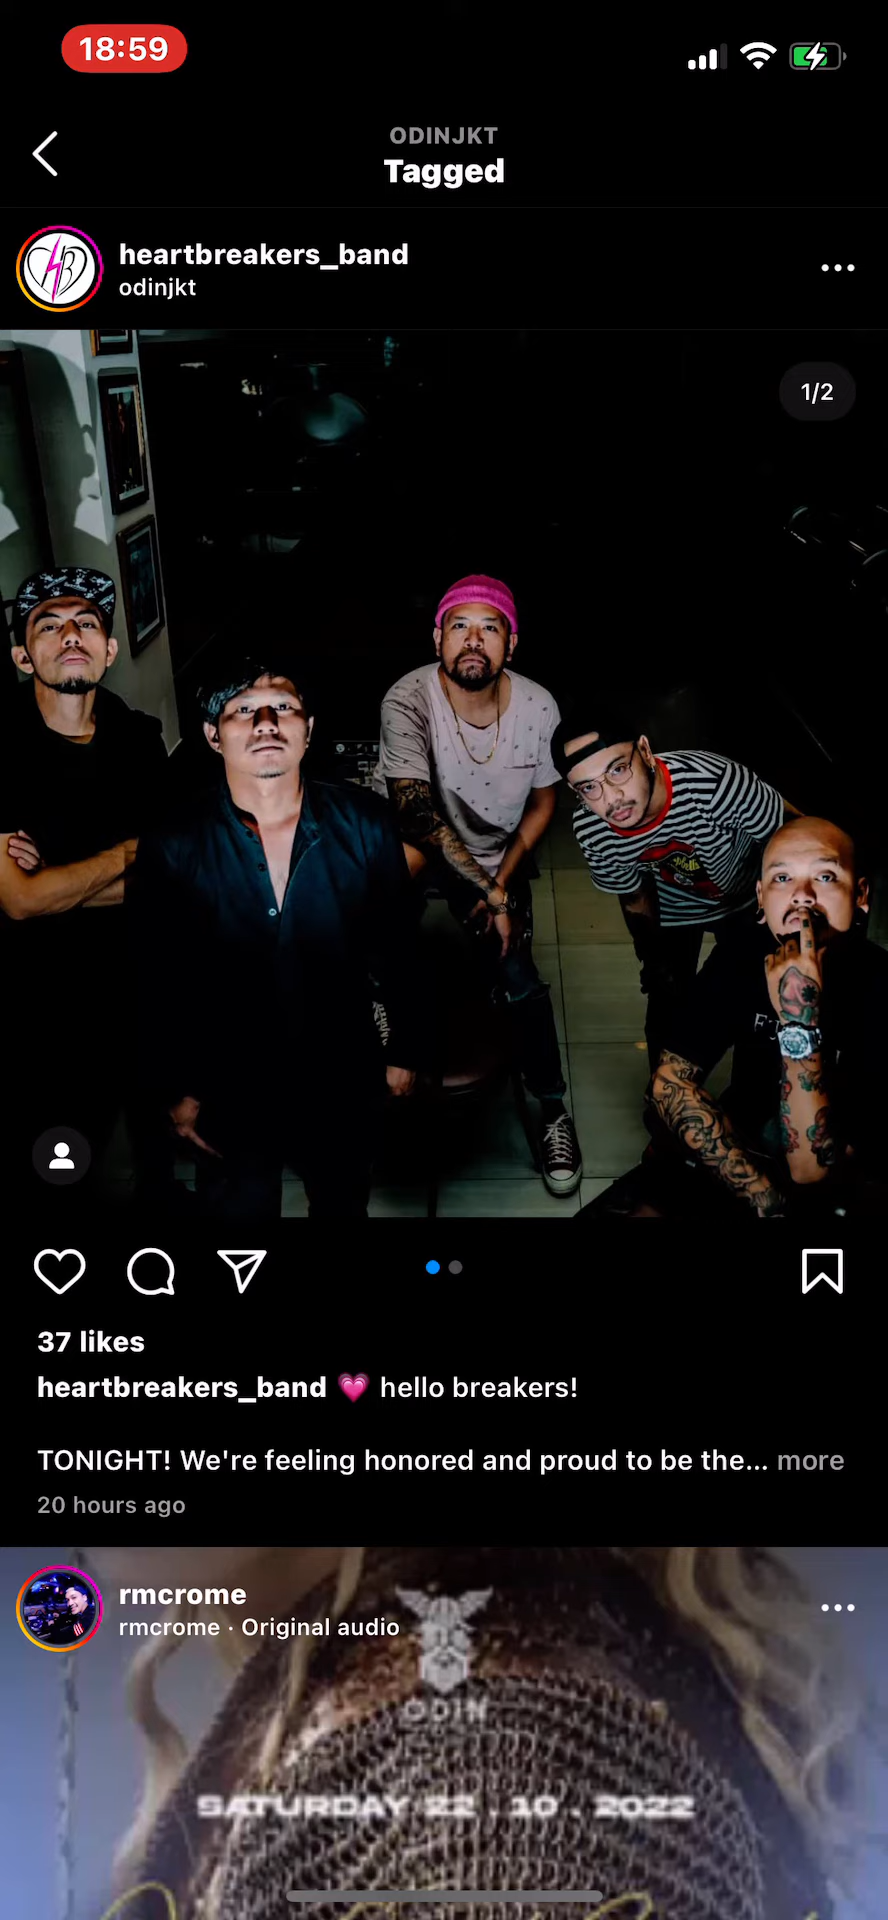 18:59
ODINJKT
Tagged
heartbreakers_band
odinjkt
1/2
37 likes
heartbreakers_band 💗 hello breakers!
TONIGHT! We're feeling honored and proud to be the... more
20 hours ago
rmcrome
rmcrome · Original audio
ODIN
SATURDAY 22 . 10 . 2022